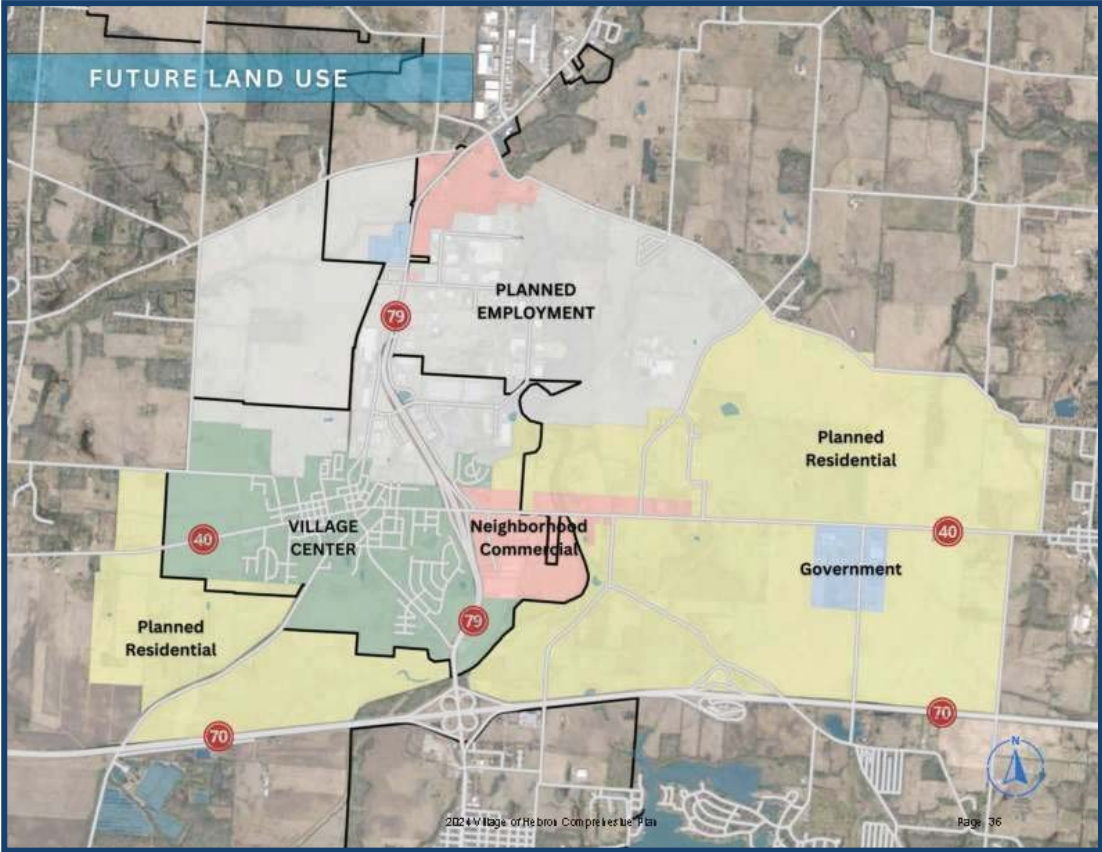 FUTURE LAND USE
PLANNED
EMPLOYMENT
79
Planned
Residential
VILLAGE
CENTER
40
Neighborhood
Commercial
40
Government
79
Planned
Residential
70
70
N
2024 Village of Hebron Comprehesive Plan
Page 36